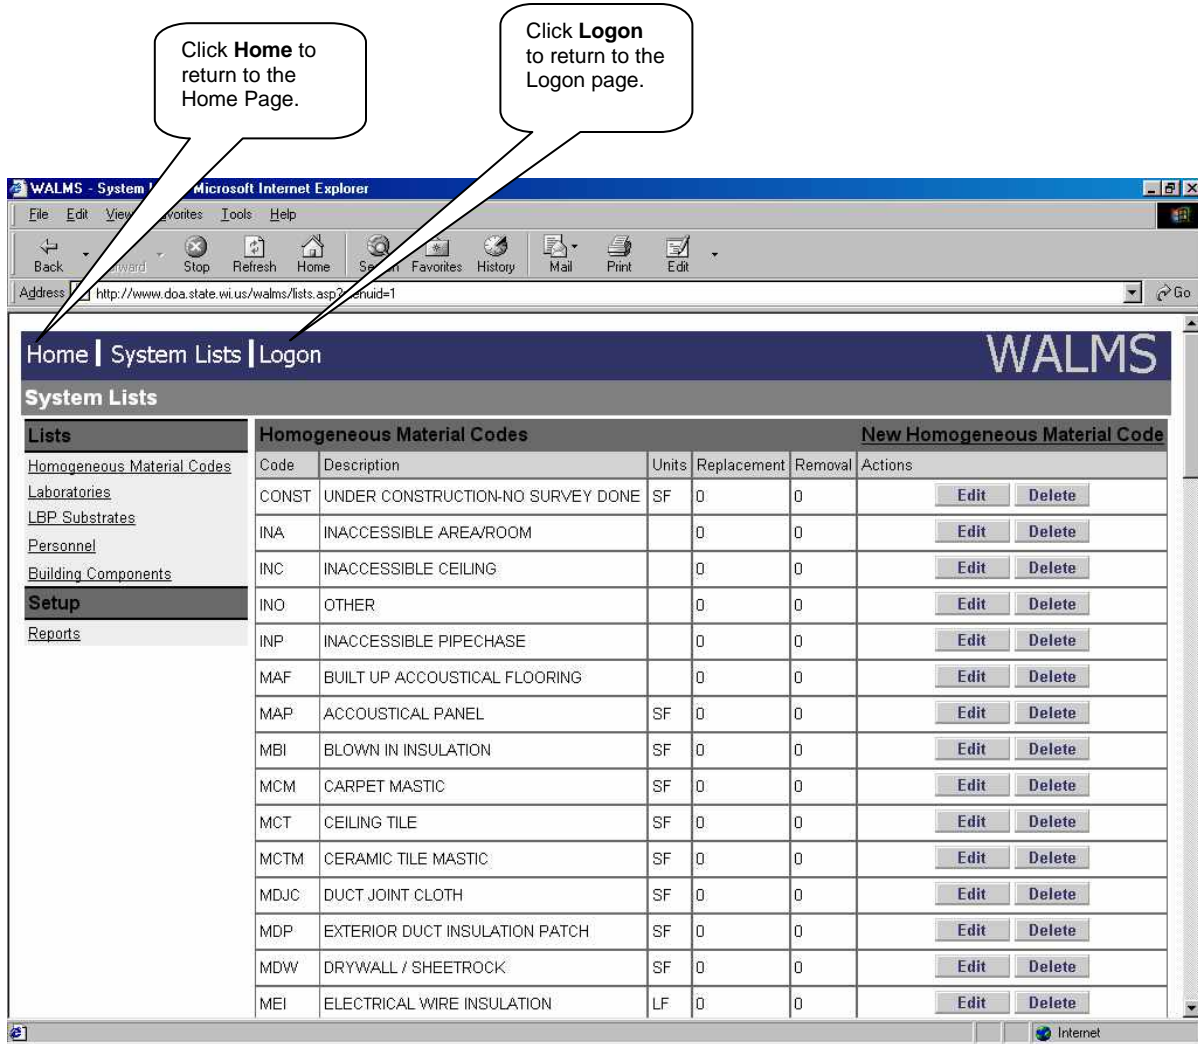 Click Home to
return to the
Home Page.
Click Logon
to return to the
Logon page.
WALMS - System Microsoft Internet Explorer
File Edit View Favorites Tools Help
Back Forward Stop Refresh Home Search Favorites History Mail Print Edit
Address http://www.doa.state.wi.us/walms/lists.asp?menuid=1 Go
Home System Lists Logon WALMS
System Lists
Lists
Homogeneous Material Codes
Laboratories
LBP Substrates
Personnel
Building Components
Setup
Reports
Homogeneous Material Codes New Homogeneous Material Code
Code Description Units Replacement Removal Actions
CONST UNDER CONSTRUCTION-NO SURVEY DONE SF 0 0 Edit Delete
INA INACCESSIBLE AREA/ROOM 0 0 Edit Delete
INC INACCESSIBLE CEILING 0 0 Edit Delete
INO OTHER 0 0 Edit Delete
INP INACCESSIBLE PIPECHASE 0 0 Edit Delete
MAF BUILT UP ACCOUSTICAL FLOORING 0 0 Edit Delete
MAP ACCOUSTICAL PANEL SF 0 0 Edit Delete
MBI BLOWN IN INSULATION SF 0 0 Edit Delete
MCM CARPET MASTIC SF 0 0 Edit Delete
MCT CEILING TILE SF 0 0 Edit Delete
MCTM CERAMIC TILE MASTIC SF 0 0 Edit Delete
MDJC DUCT JOINT CLOTH SF 0 0 Edit Delete
MDP EXTERIOR DUCT INSULATION PATCH SF 0 0 Edit Delete
MDW DRYWALL / SHEETROCK SF 0 0 Edit Delete
MEI ELECTRICAL WIRE INSULATION LF 0 0 Edit Delete
Internet